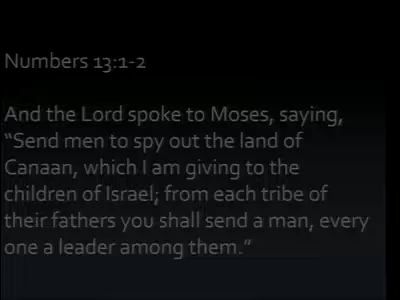 Numbers 13:1-2
And the Lord spoke to Moses, saying,
“Send men to spy out the land of
Canaan, which I am giving to the
children of Israel; from each tribe of
their fathers you shall send a man, every
one a leader among them.”